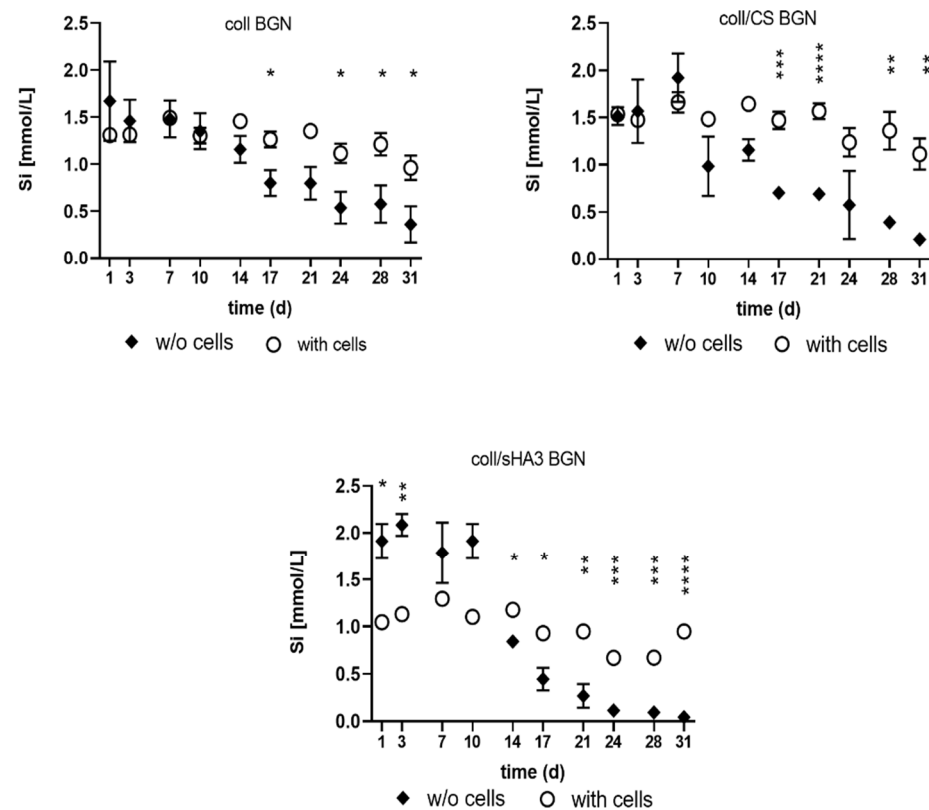 coll BGN
2.5
2.0
1.5
1.0
0.5
0.0
Si [mmol/L]
*
*
*
*
1 3 7 10 14 17 21 24 28 31
time (d)
w/o cells with cells
coll/CS BGN
2.5
2.0
1.5
1.0
0.5
0.0
Si [mmol/L]
***
****
**
**
1 3 7 10 14 17 21 24 28 31
time (d)
w/o cells with cells
coll/sHA3 BGN
2.5
2.0
1.5
1.0
0.5
0.0
Si [mmol/L]
*
**
*
*
**
***
***
****
1 3 7 10 14 17 21 24 28 31
time (d)
w/o cells with cells